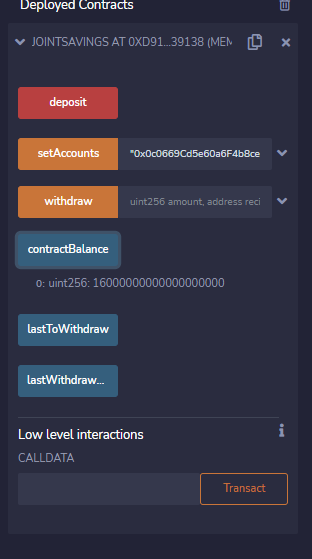 Deployed Contracts
JOINTSAVINGS AT 0XD91...39138 (MEM
deposit
setAccounts "0x0c0669Cd5e60a6F4b8ce
withdraw uint256 amount, address reci
contractBalance
0: uint256: 16000000000000000000
lastToWithdraw
lastWithdraw...
Low level interactions
CALLDATA
Transact